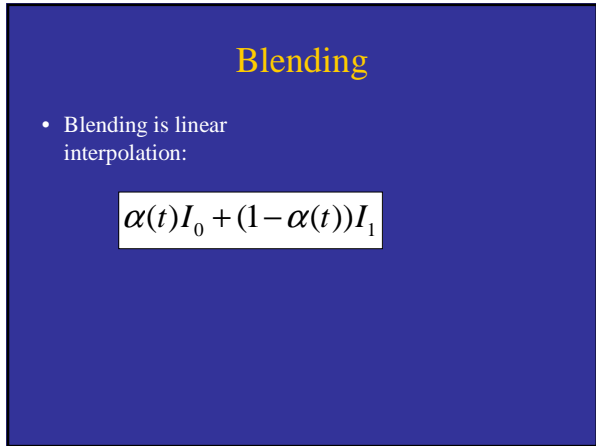 Blending
• Blending is linear
interpolation:
α(t)I₀ + (1 − α(t))I₁